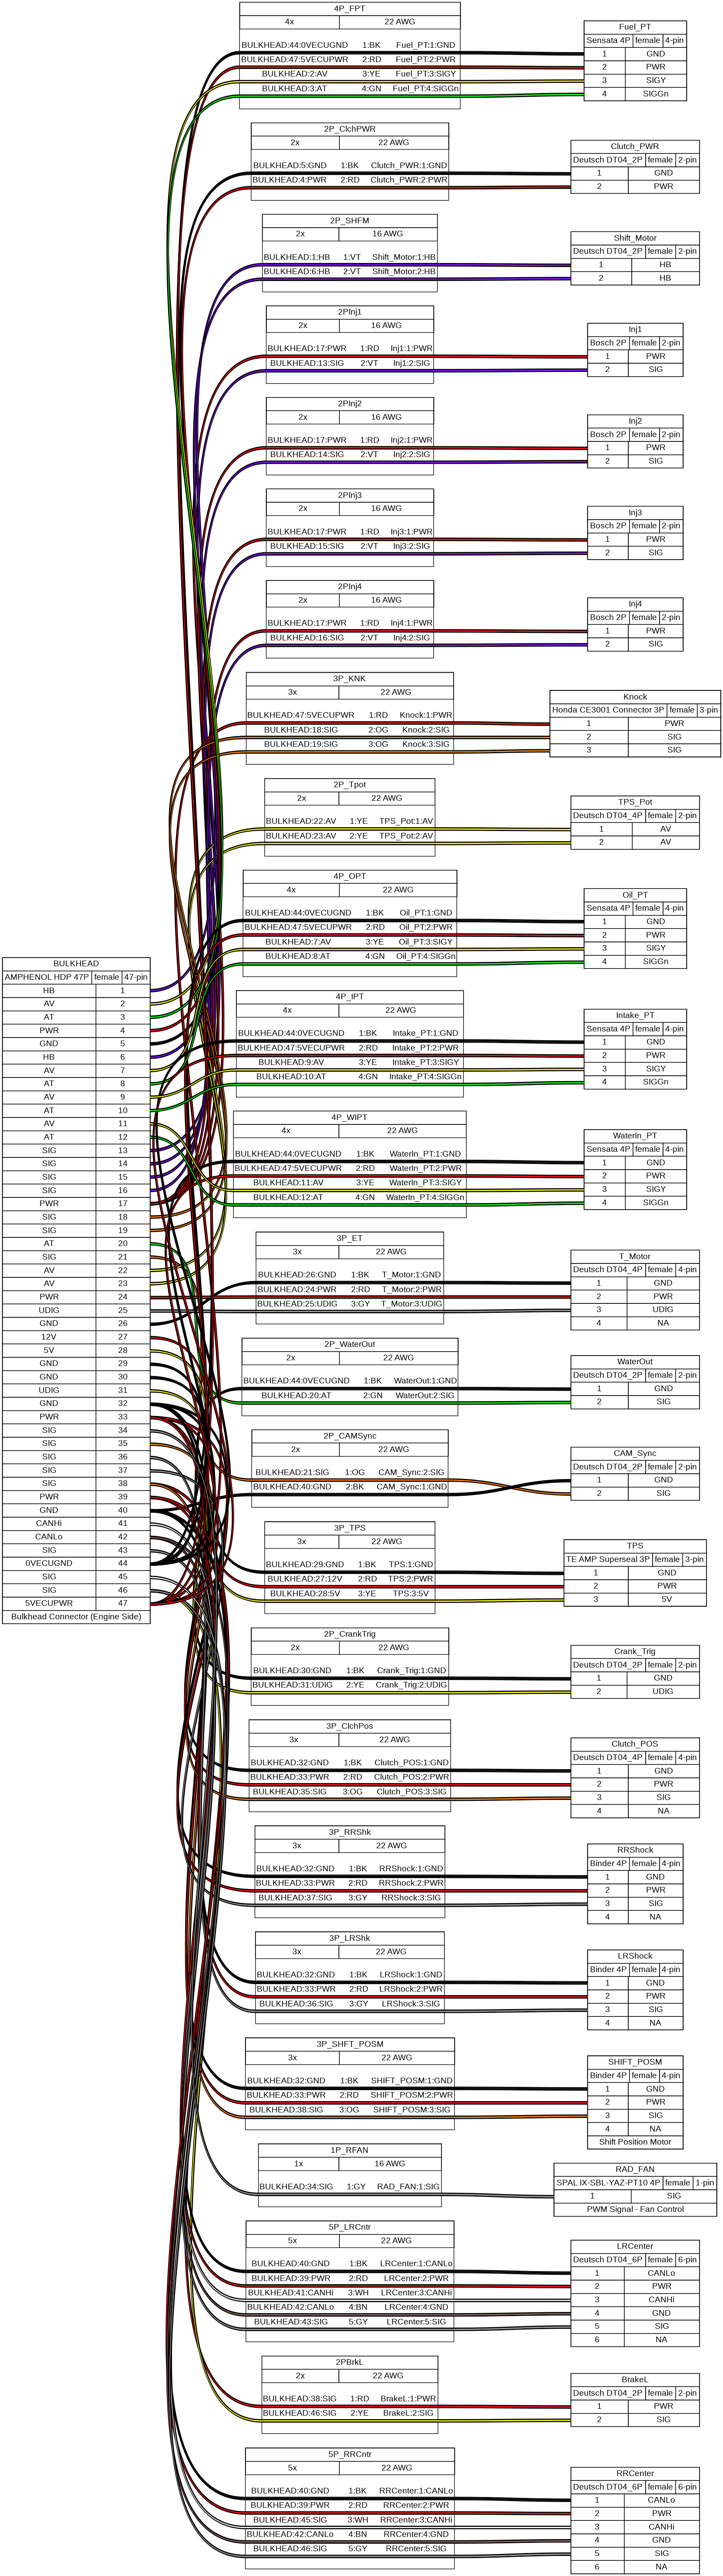 4P_FPT
4x 22 AWG
BULKHEAD:44:0VECUGND 1:BK Fuel_PT:1:GND
BULKHEAD:47:5VECUPWR 2:RD Fuel_PT:2:PWR
BULKHEAD:2:AV 3:YE Fuel_PT:3:SIGY
BULKHEAD:3:AT 4:GN Fuel_PT:4:SIGGn
Fuel_PT
Sensata 4P female 4-pin
1 GND
2 PWR
3 SIGY
4 SIGGn
2P_ClchPWR
2x 22 AWG
BULKHEAD:5:GND 1:BK Clutch_PWR:1:GND
BULKHEAD:4:PWR 2:RD Clutch_PWR:2:PWR
Clutch_PWR
Deutsch DT04_2P female 2-pin
1 GND
2 PWR
2P_SHFM
2x 16 AWG
BULKHEAD:1:HB 1:VT Shift_Motor:1:HB
BULKHEAD:6:HB 2:VT Shift_Motor:2:HB
Shift_Motor
Deutsch DT04_2P female 2-pin
1 HB
2 HB
2PInj1
2x 16 AWG
BULKHEAD:17:PWR 1:RD Inj1:1:PWR
BULKHEAD:13:SIG 2:VT Inj1:2:SIG
Inj1
Bosch 2P female 2-pin
1 PWR
2 SIG
2PInj2
2x 16 AWG
BULKHEAD:17:PWR 1:RD Inj2:1:PWR
BULKHEAD:14:SIG 2:VT Inj2:2:SIG
Inj2
Bosch 2P female 2-pin
1 PWR
2 SIG
2PInj3
2x 16 AWG
BULKHEAD:17:PWR 1:RD Inj3:1:PWR
BULKHEAD:15:SIG 2:VT Inj3:2:SIG
Inj3
Bosch 2P female 2-pin
1 PWR
2 SIG
2PInj4
2x 16 AWG
BULKHEAD:17:PWR 1:RD Inj4:1:PWR
BULKHEAD:16:SIG 2:VT Inj4:2:SIG
Inj4
Bosch 2P female 2-pin
1 PWR
2 SIG
3P_KNK
3x 22 AWG
BULKHEAD:47:5VECUPWR 1:RD Knock:1:PWR
BULKHEAD:18:SIG 2:OG Knock:2:SIG
BULKHEAD:19:SIG 3:OG Knock:3:SIG
Knock
Honda CE3001 Connector 3P female 3-pin
1 PWR
2 SIG
3 SIG
2P_Tpot
2x 22 AWG
BULKHEAD:22:AV 1:YE TPS_Pot:1:AV
BULKHEAD:23:AV 2:YE TPS_Pot:2:AV
TPS_Pot
Deutsch DT04_4P female 2-pin
1 AV
2 AV
4P_OPT
4x 22 AWG
BULKHEAD:44:0VECUGND 1:BK Oil_PT:1:GND
BULKHEAD:47:5VECUPWR 2:RD Oil_PT:2:PWR
BULKHEAD:7:AV 3:YE Oil_PT:3:SIGY
BULKHEAD:8:AT 4:GN Oil_PT:4:SIGGn
Oil_PT
Sensata 4P female 4-pin
1 GND
2 PWR
3 SIGY
4 SIGGn
BULKHEAD
AMPHENOL HDP 47P female 47-pin
HB 1
AV 2
AT 3
PWR 4
GND 5
HB 6
AV 7
AT 8
AV 9
AT 10
AV 11
AT 12
SIG 13
SIG 14
SIG 15
SIG 16
PWR 17
SIG 18
SIG 19
AT 20
SIG 21
AV 22
AV 23
PWR 24
UDIG 25
GND 26
12V 27
5V 28
GND 29
GND 30
UDIG 31
GND 32
PWR 33
SIG 34
SIG 35
SIG 36
SIG 37
SIG 38
PWR 39
GND 40
CANHi 41
CANLo 42
SIG 43
0VECUGND 44
SIG 45
SIG 46
5VECUPWR 47
Bulkhead Connector (Engine Side)
4P_IPT
4x 22 AWG
BULKHEAD:44:0VECUGND 1:BK Intake_PT:1:GND
BULKHEAD:47:5VECUPWR 2:RD Intake_PT:2:PWR
BULKHEAD:9:AV 3:YE Intake_PT:3:SIGY
BULKHEAD:10:AT 4:GN Intake_PT:4:SIGGn
Intake_PT
Sensata 4P female 4-pin
1 GND
2 PWR
3 SIGY
4 SIGGn
4P_WIPT
4x 22 AWG
BULKHEAD:44:0VECUGND 1:BK WaterIn_PT:1:GND
BULKHEAD:47:5VECUPWR 2:RD WaterIn_PT:2:PWR
BULKHEAD:11:AV 3:YE WaterIn_PT:3:SIGY
BULKHEAD:12:AT 4:GN WaterIn_PT:4:SIGGn
WaterIn_PT
Sensata 4P female 4-pin
1 GND
2 PWR
3 SIGY
4 SIGGn
3P_ET
3x 22 AWG
BULKHEAD:26:GND 1:BK T_Motor:1:GND
BULKHEAD:24:PWR 2:RD T_Motor:2:PWR
BULKHEAD:25:UDIG 3:GY T_Motor:3:UDIG
T_Motor
Deutsch DT04_4P female 4-pin
1 GND
2 PWR
3 UDIG
4 NA
2P_WaterOut
2x 22 AWG
BULKHEAD:44:0VECUGND 1:BK WaterOut:1:GND
BULKHEAD:20:AT 2:GN WaterOut:2:SIG
WaterOut
Deutsch DT04_2P female 2-pin
1 GND
2 SIG
2P_CAMSync
2x 22 AWG
BULKHEAD:21:SIG 1:OG CAM_Sync:2:SIG
BULKHEAD:40:GND 2:BK CAM_Sync:1:GND
CAM_Sync
Deutsch DT04_2P female 2-pin
1 GND
2 SIG
3P_TPS
3x 22 AWG
BULKHEAD:29:GND 1:BK TPS:1:GND
BULKHEAD:27:12V 2:RD TPS:2:PWR
BULKHEAD:28:5V 3:YE TPS:3:5V
TPS
TE AMP Superseal 3P female 3-pin
1 GND
2 PWR
3 5V
2P_CrankTrig
2x 22 AWG
BULKHEAD:30:GND 1:BK Crank_Trig:1:GND
BULKHEAD:31:UDIG 2:YE Crank_Trig:2:UDIG
Crank_Trig
Deutsch DT04_2P female 2-pin
1 GND
2 UDIG
3P_ClchPos
3x 22 AWG
BULKHEAD:32:GND 1:BK Clutch_POS:1:GND
BULKHEAD:33:PWR 2:RD Clutch_POS:2:PWR
BULKHEAD:35:SIG 3:OG Clutch_POS:3:SIG
Clutch_POS
Deutsch DT04_4P female 4-pin
1 GND
2 PWR
3 SIG
4 NA
3P_RRShk
3x 22 AWG
BULKHEAD:32:GND 1:BK RRShock:1:GND
BULKHEAD:33:PWR 2:RD RRShock:2:PWR
BULKHEAD:37:SIG 3:GY RRShock:3:SIG
RRShock
Binder 4P female 4-pin
1 GND
2 PWR
3 SIG
4 NA
3P_LRShk
3x 22 AWG
BULKHEAD:32:GND 1:BK LRShock:1:GND
BULKHEAD:33:PWR 2:RD LRShock:2:PWR
BULKHEAD:36:SIG 3:GY LRShock:3:SIG
LRShock
Binder 4P female 4-pin
1 GND
2 PWR
3 SIG
4 NA
3P_SHFT_POSM
3x 22 AWG
BULKHEAD:32:GND 1:BK SHIFT_POSM:1:GND
BULKHEAD:33:PWR 2:RD SHIFT_POSM:2:PWR
BULKHEAD:38:SIG 3:OG SHIFT_POSM:3:SIG
SHIFT_POSM
Binder 4P female 4-pin
1 GND
2 PWR
3 SIG
4 NA
Shift Position Motor
1P_RFAN
1x 16 AWG
BULKHEAD:34:SIG 1:GY RAD_FAN:1:SIG
RAD_FAN
SPAL IX-SBL-YAZ-PT10 4P female 1-pin
1 SIG
PWM Signal - Fan Control
5P_LRCntr
5x 22 AWG
BULKHEAD:40:GND 1:BK LRCenter:1:CANLo
BULKHEAD:39:PWR 2:RD LRCenter:2:PWR
BULKHEAD:41:CANHi 3:WH LRCenter:3:CANHi
BULKHEAD:42:CANLo 4:BN LRCenter:4:GND
BULKHEAD:43:SIG 5:GY LRCenter:5:SIG
LRCenter
Deutsch DT04_6P female 6-pin
1 CANLo
2 PWR
3 CANHi
4 GND
5 SIG
6 NA
2PBrkL
2x 22 AWG
BULKHEAD:38:SIG 1:RD BrakeL:1:PWR
BULKHEAD:46:SIG 2:YE BrakeL:2:SIG
BrakeL
Deutsch DT04_2P female 2-pin
1 PWR
2 SIG
5P_RRCntr
5x 22 AWG
BULKHEAD:40:GND 1:BK RRCenter:1:CANLo
BULKHEAD:39:PWR 2:RD RRCenter:2:PWR
BULKHEAD:45:SIG 3:WH RRCenter:3:CANHi
BULKHEAD:42:CANLo 4:BN RRCenter:4:GND
BULKHEAD:46:SIG 5:GY RRCenter:5:SIG
RRCenter
Deutsch DT04_6P female 6-pin
1 CANLo
2 PWR
3 CANHi
4 GND
5 SIG
6 NA